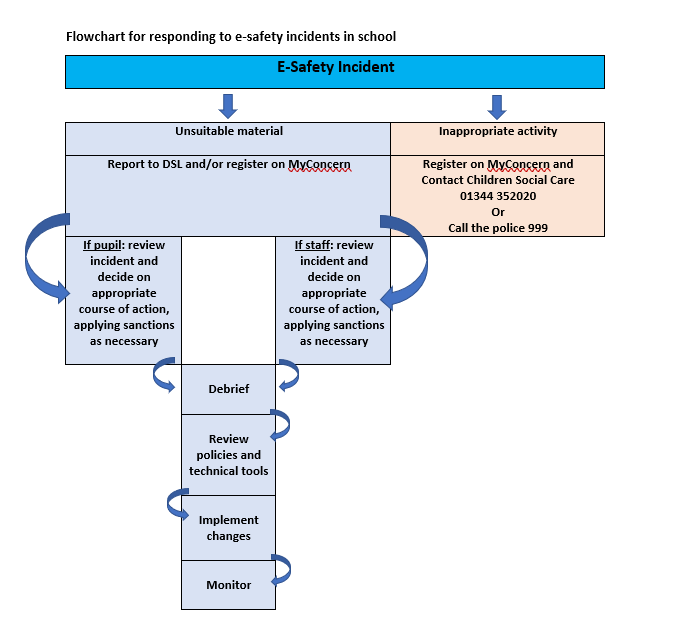 Flowchart for responding to e-safety incidents in school
E-Safety Incident
Unsuitable material
Inappropriate activity
Report to DSL and/or register on MyConcern
Register on MyConcern and
Contact Children Social Care
01344 352020
Or
Call the police 999
If pupil: review
incident and
decide on
appropriate
course of action,
applying sanctions
as necessary
If staff: review
incident and
decide on
appropriate
course of action,
applying sanctions
as necessary
Debrief
Review
policies and
technical tools
Implement
changes
Monitor